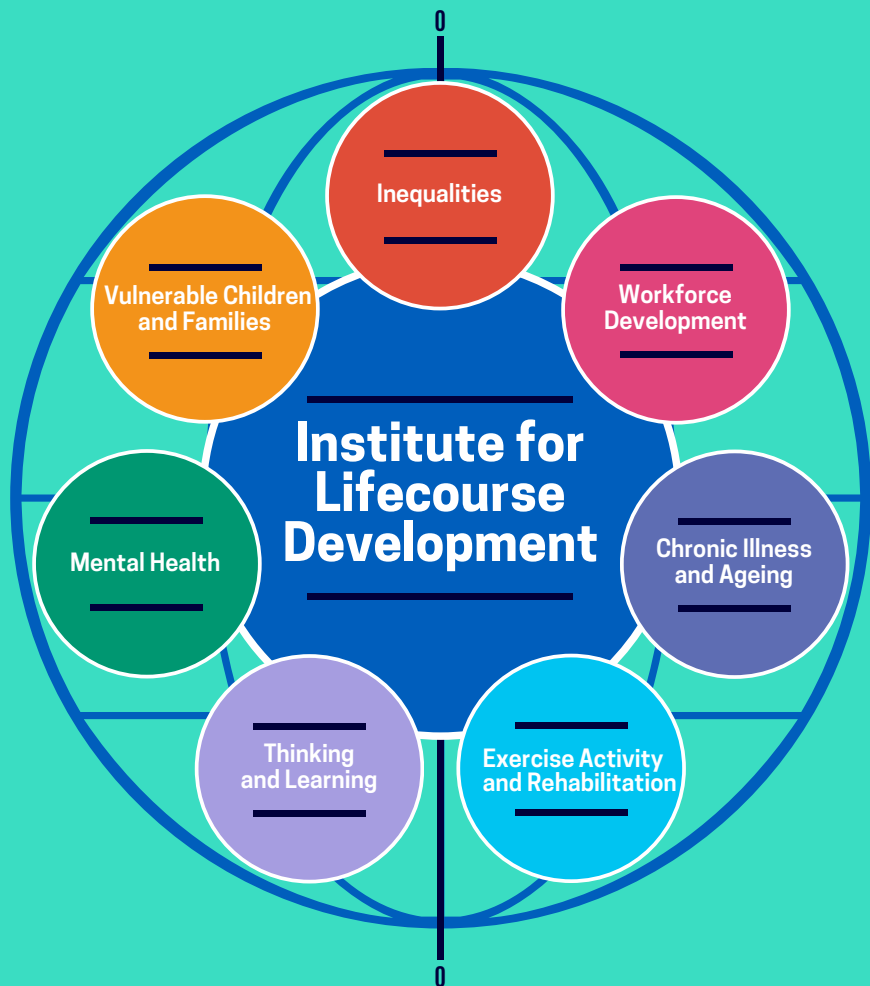 0
Inequalities
Vulnerable Children
and Families
Workforce
Development
Institute for
Lifecourse
Development
Mental Health
Chronic Illness
and Ageing
Thinking
and Learning
Exercise Activity
and Rehabilitation
0